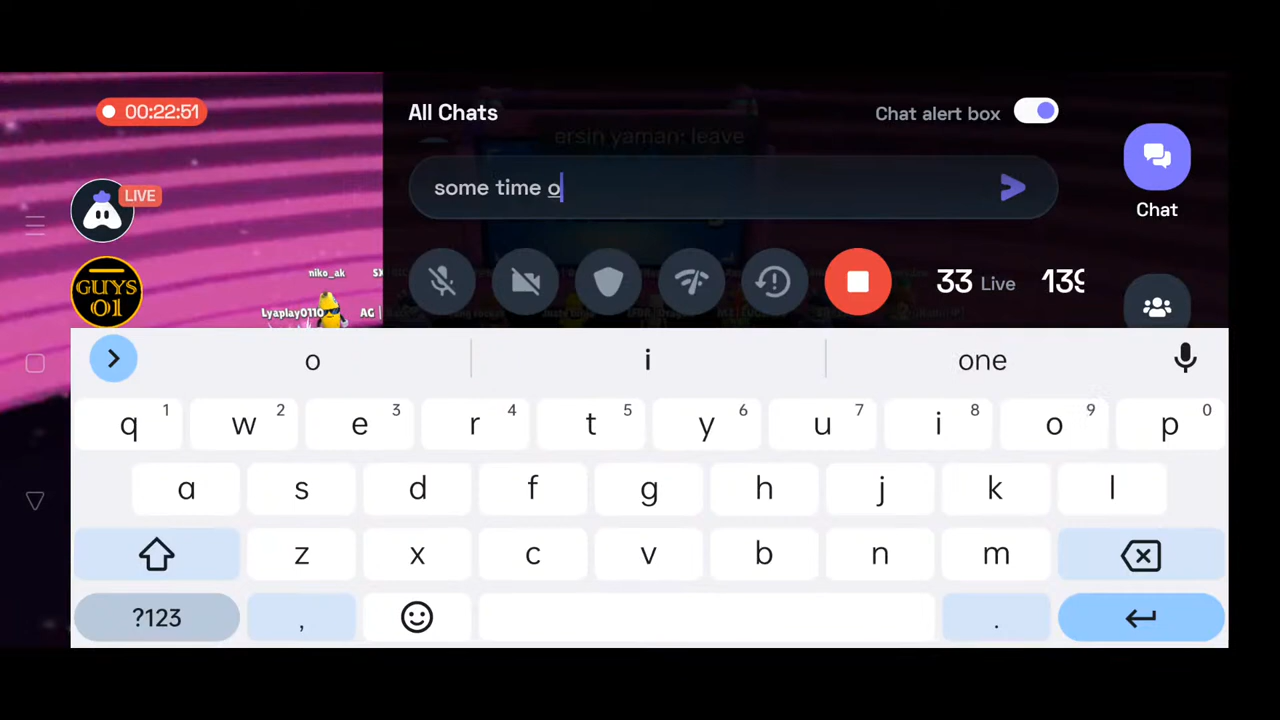 00:22:51
All Chats
Chat alert box
ersin yaman: leave
LIVE
some time o
Chat
GUYS
01
niko_ak
Lyaplay0110
AG |
33 Live
139
o
i
one
q 1 w 2 e 3 r 4 t 5 y 6 u 7 i 8 o 9 p 0
a s d f g h j k l
z x c v b n m
?123 , .